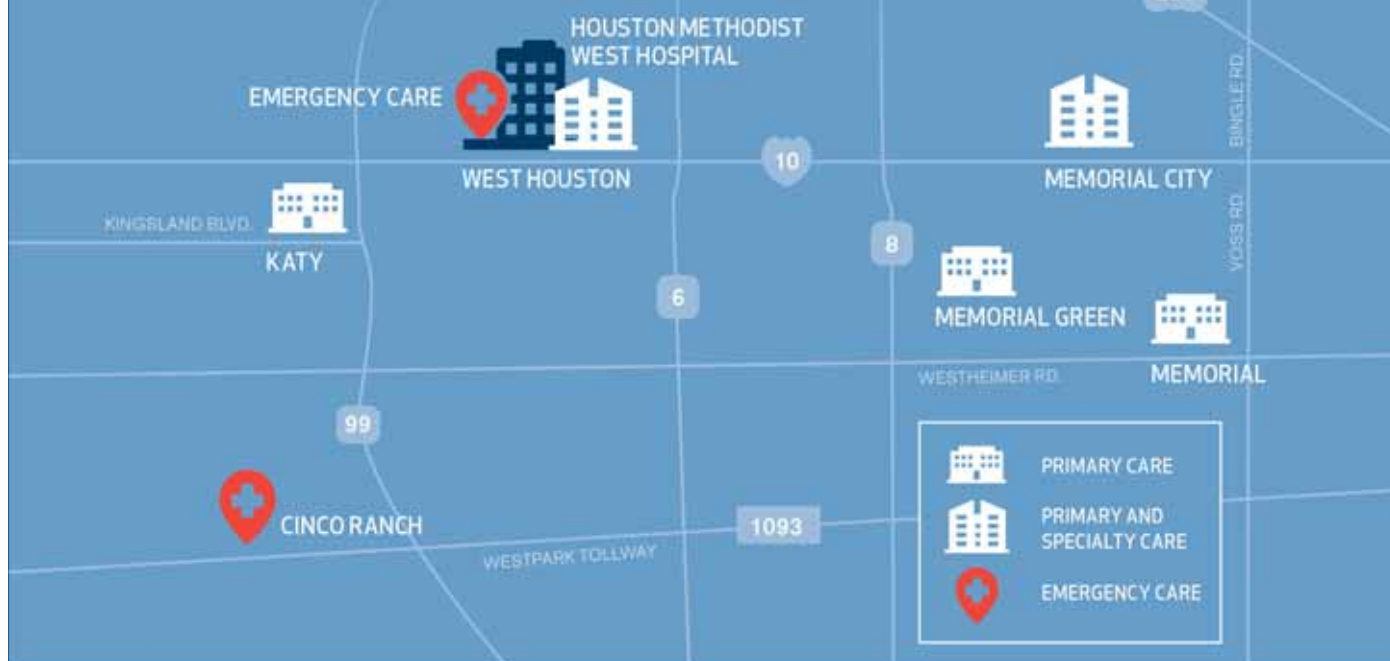 HOUSTON METHODIST
WEST HOSPITAL
EMERGENCY CARE
WEST HOUSTON
10
MEMORIAL CITY
BINGLE RD.
VOSS RD.
KINGSLAND BLVD.
KATY
8
6
MEMORIAL GREEN
MEMORIAL
WESTHEIMER RD.
99
CINCO RANCH
WESTPARK TOLLWAY
1093
PRIMARY CARE
PRIMARY AND
SPECIALTY CARE
EMERGENCY CARE